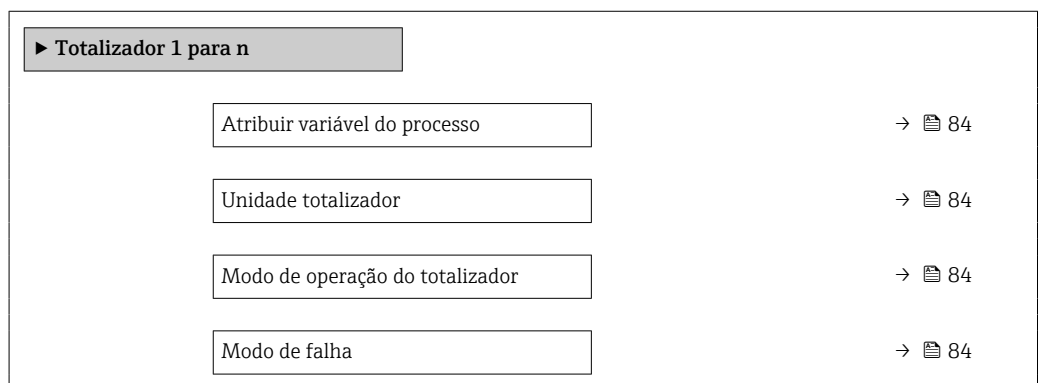 ▶ Totalizador 1 para n
Atribuir variável do processo → 84
Unidade totalizador → 84
Modo de operação do totalizador → 84
Modo de falha → 84